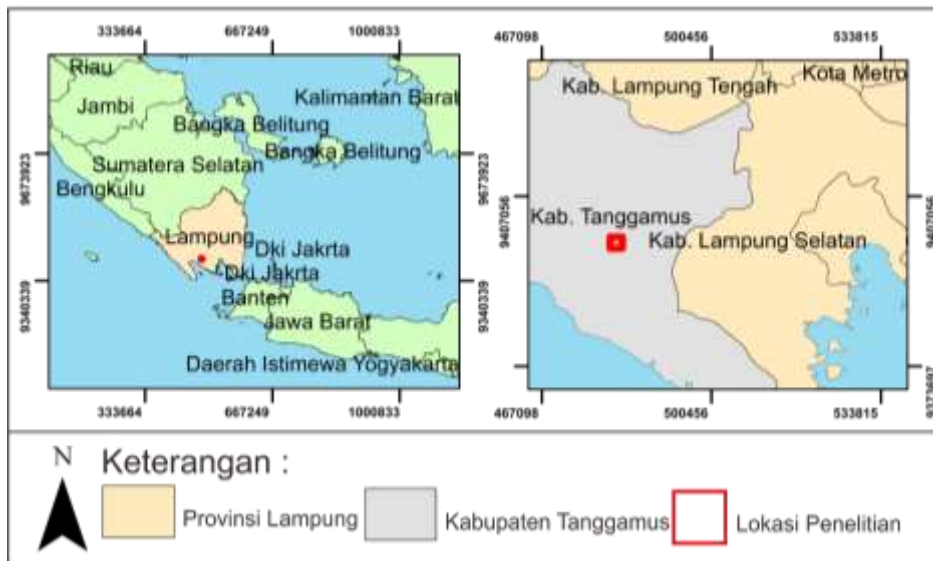 333664 667249 1000833
Riau
Jambi
Kalimantan Barat
Bangka Belitung
Bangka Belitung
Sumatera Selatan
Bengkulu
Lampung
Dki Jakrta
Dki Jakrta
Banten
Jawa Barat
Daerah Istimewa Yogyakarta
9673923
9340339
9673923
9340339
333664 667249 1000833
467098 500456 533815
Kota Metro
Kab. Lampung Tengah
Kab. Tanggamus
Kab. Lampung Selatan
9407056
9407056
9373697
467098 500456 533815
N
Keterangan :
Provinsi Lampung
Kabupaten Tanggamus
Lokasi Penelitian